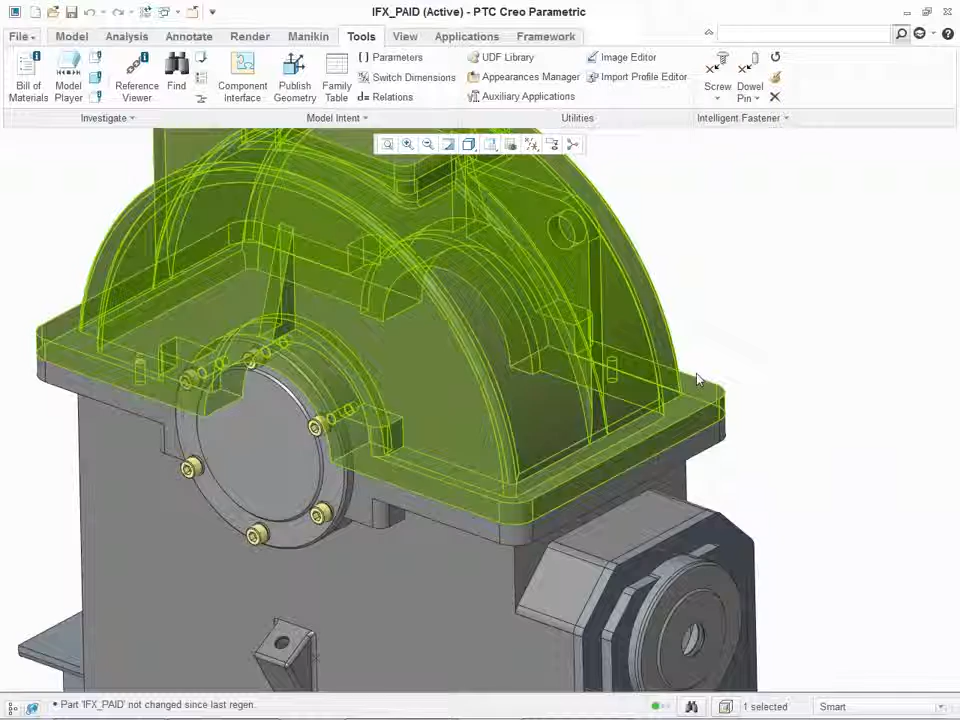 IFX_PAID (Active) - PTC Creo Parametric
File Model Analysis Annotate Render Manikin Tools View Applications Framework
Bill of Materials
Model Player
Reference Viewer
Find
Component Interface
Publish Geometry
Family Table
Parameters
Switch Dimensions
d= Relations
UDF Library
Appearances Manager
Auxiliary Applications
Image Editor
Import Profile Editor
Screw
Dowel Pin
Investigate Model Intent Utilities Intelligent Fastener
• Part 'IFX_PAID' not changed since last regen.
1 selected
Smart